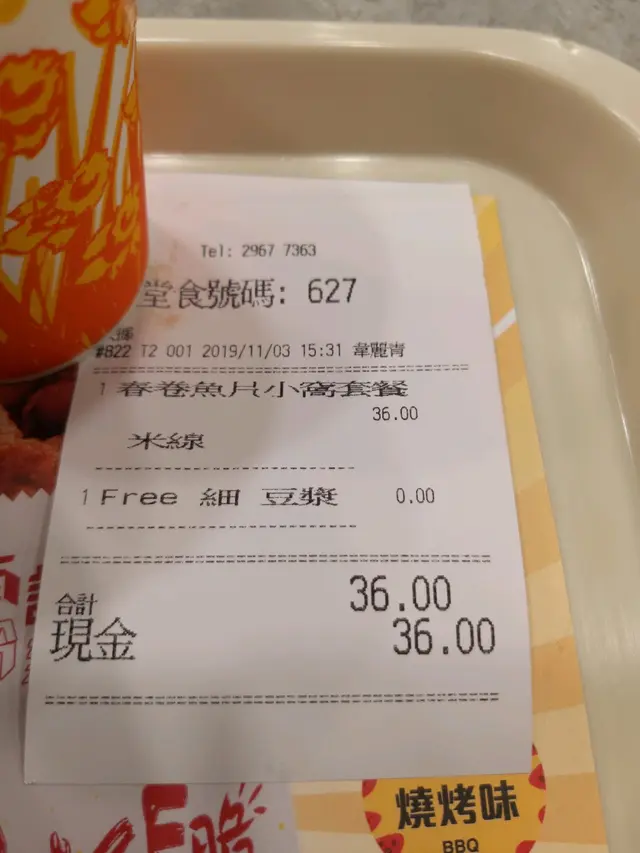 Tel: 2967 7363
堂食號碼: 627
#822 T2 001 2019/11/03 15:31 韋麗青
1 春卷魚片小窩套餐
36.00
米線
1 Free 細 豆漿 0.00
合計 36.00
現金 36.00
燒烤味
BBQ